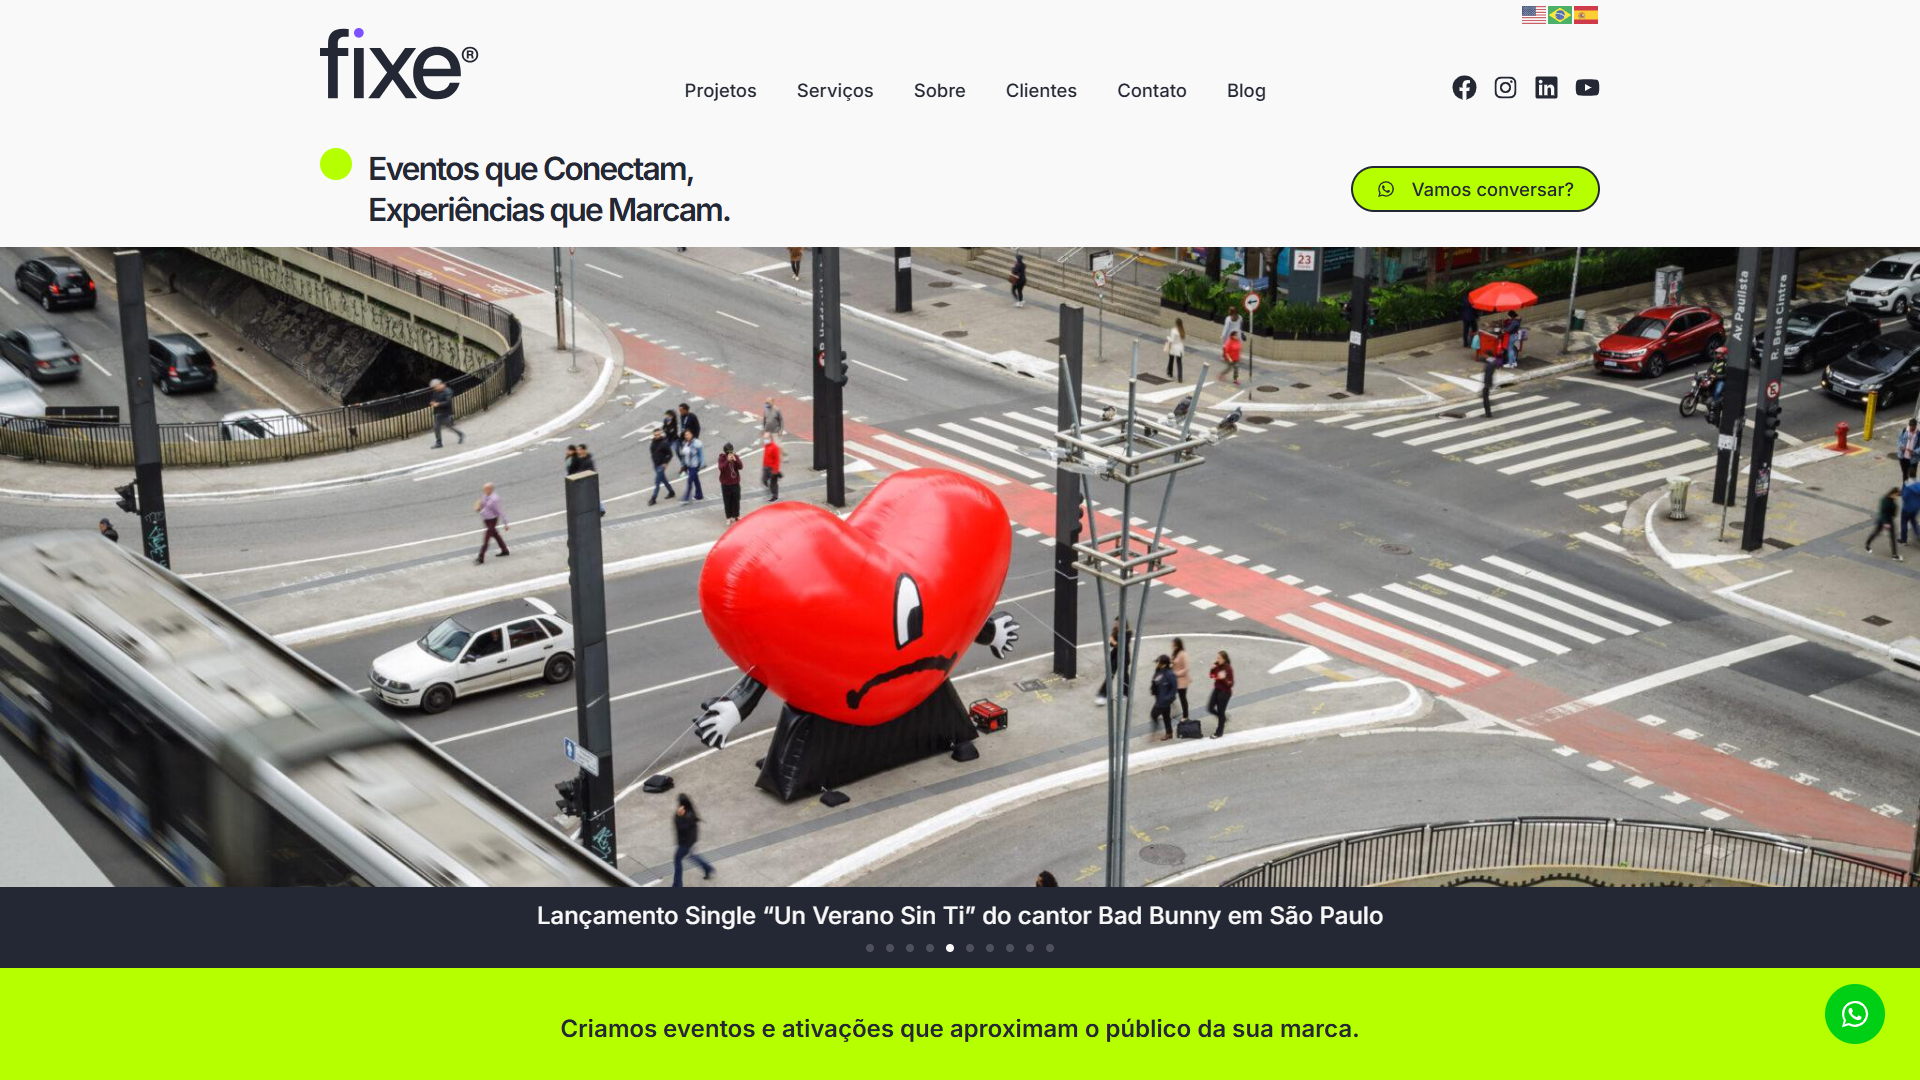 fixe®
Projetos Serviços Sobre Clientes Contato Blog
Eventos que Conectam,
Experiências que Marcam.
Vamos conversar?
23
Av. Paulista
R. Bela Cintra
Lançamento Single “Un Verano Sin Ti” do cantor Bad Bunny em São Paulo
Criamos eventos e ativações que aproximam o público da sua marca.